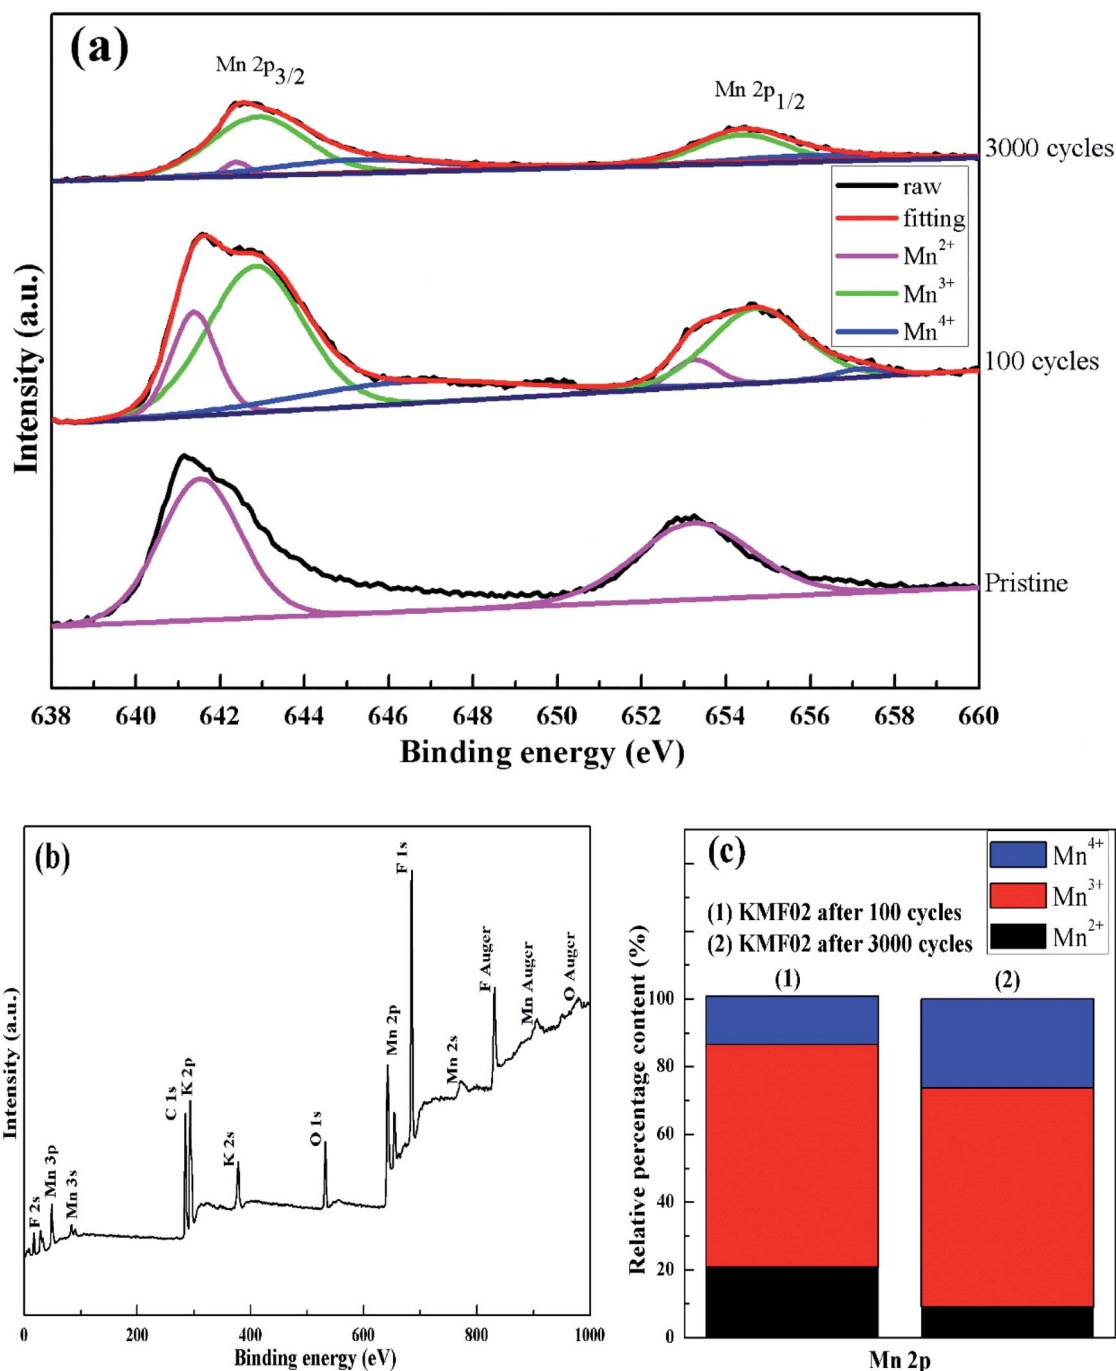 (a)
Mn 2p3/2
Mn 2p1/2
3000 cycles
raw
fitting
Mn2+
Mn3+
Mn4+
100 cycles
Pristine
Intensity (a.u.)
638 640 642 644 646 648 650 652 654 656 658 660
Binding energy (eV)
(b)
F 2s
Mn 3p
Mn 3s
C 1s
K 2p
K 2s
O 1s
Mn 2p
F 1s
Mn 2s
F Auger
Mn Auger
O Auger
Intensity (a.u.)
0 200 400 600 800 1000
Binding energy (eV)
(c)
Mn4+
Mn3+
Mn2+
(1) KMF02 after 100 cycles
(2) KMF02 after 3000 cycles
(1)
(2)
Relative percentage content (%)
100
80
60
40
20
0
Mn 2p